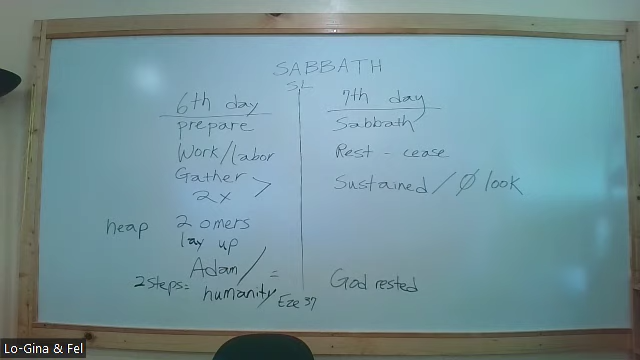 SABBATH
SL
6th day
prepare
Work/labor
Gather >
2x
heap 2 omers
lay up
Adam / =
2 steps = humanity
Eze 37
7th day
Sabbath
Rest - cease
Sustained / Ø look
God rested
Lo-Gina & Fel